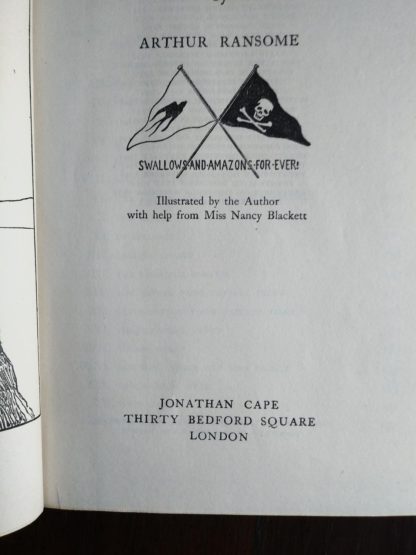 by
ARTHUR RANSOME
SWALLOWS·AND·AMAZONS·FOR·EVER!
Illustrated by the Author
with help from Miss Nancy Blackett
JONATHAN CAPE
THIRTY BEDFORD SQUARE
LONDON